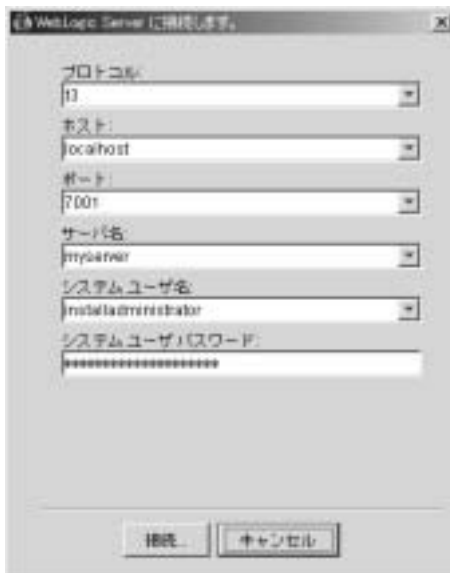 WebLogic Server に接続します。
プロトコル:
t3
ホスト:
localhost
ポート:
7001
サーバ名:
myserver
システム ユーザ名:
installadministrator
システム ユーザ パスワード:
********************
接続...
キャンセル